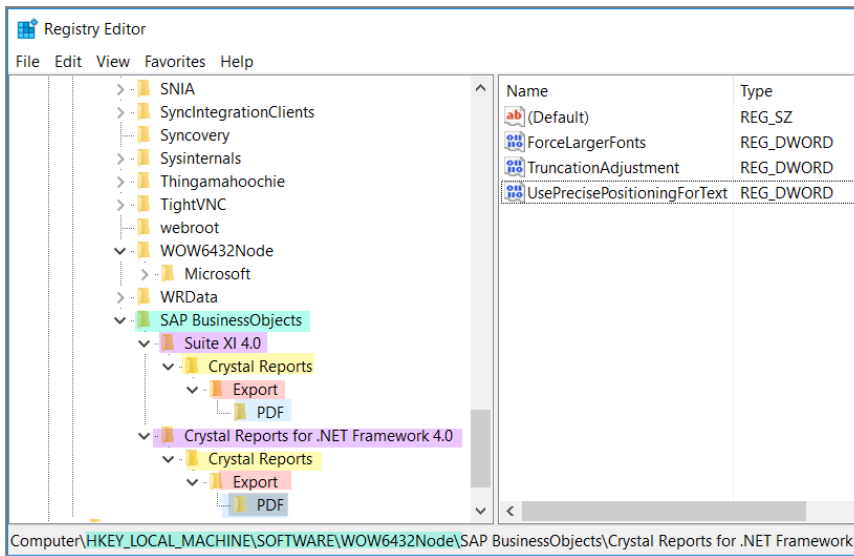 Registry Editor
File Edit View Favorites Help
SNIA
SyncIntegrationClients
Syncovery
Sysinternals
Thingamahoochie
TightVNC
webroot
WOW6432Node
Microsoft
WRData
SAP BusinessObjects
Suite XI 4.0
Crystal Reports
Export
PDF
Crystal Reports for .NET Framework 4.0
Crystal Reports
Export
PDF
Name Type
ab (Default) REG_SZ
ForceLargerFonts REG_DWORD
TruncationAdjustment REG_DWORD
UsePrecisePositioningForText REG_DWORD
Computer\HKEY_LOCAL_MACHINE\SOFTWARE\WOW6432Node\SAP BusinessObjects\Crystal Reports for .NET Framework